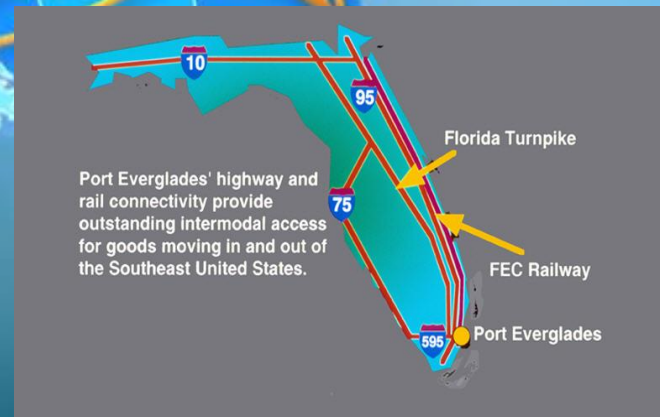 10
95
Florida Turnpike
Port Everglades' highway and
rail connectivity provide
outstanding intermodal access
for goods moving in and out of
the Southeast United States.
75
FEC Railway
595
Port Everglades